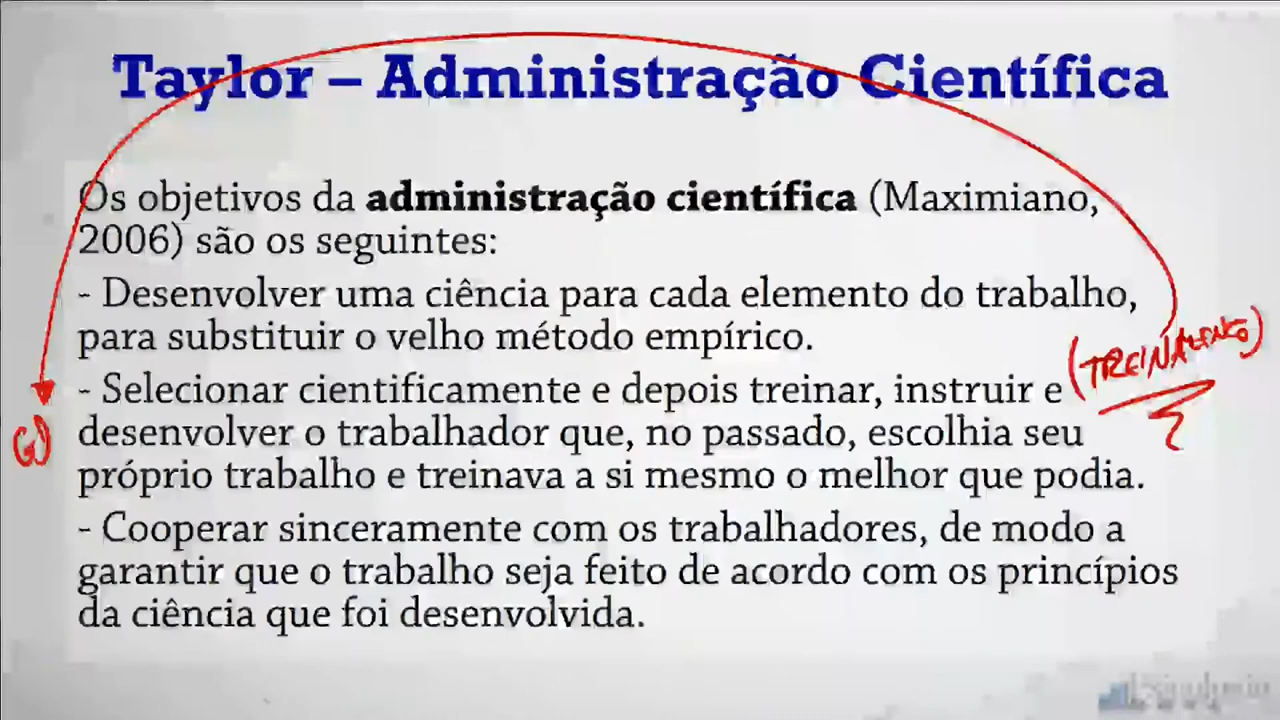 Taylor – Administração Científica
Os objetivos da administração científica (Maximiano,
2006) são os seguintes:
- Desenvolver uma ciência para cada elemento do trabalho,
para substituir o velho método empírico.
- Selecionar cientificamente e depois treinar, instruir e
(TREINAMENTO)
desenvolver o trabalhador que, no passado, escolhia seu
próprio trabalho e treinava a si mesmo o melhor que podia.
- Cooperar sinceramente com os trabalhadores, de modo a
garantir que o trabalho seja feito de acordo com os princípios
da ciência que foi desenvolvida.